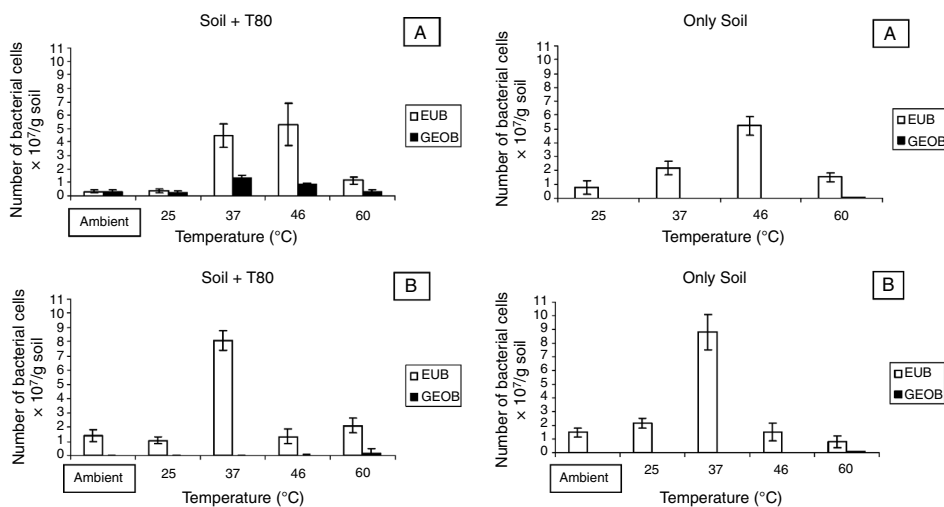 Soil + T80
A
Number of bacterial cells
× 10⁷/g soil
11
10
9
8
7
6
5
4
3
2
1
0
EUB
GEOB
Ambient 25 37 46 60
Temperature (°C)
Only Soil
A
Number of bacterial cells
× 10⁷/g soil
11
10
9
8
7
6
5
4
3
2
1
0
EUB
GEOB
25 37 46 60
Temperature (°C)
Soil + T80
B
Number of bacterial cells
× 10⁷/g soil
11
10
9
8
7
6
5
4
3
2
1
0
EUB
GEOB
Ambient 25 37 46 60
Temperature (°C)
Only Soil
B
Number of bacterial cells
× 10⁷/g soil
11
10
9
8
7
6
5
4
3
2
1
0
EUB
GEOB
Ambient 25 37 46 60
Temperature (°C)